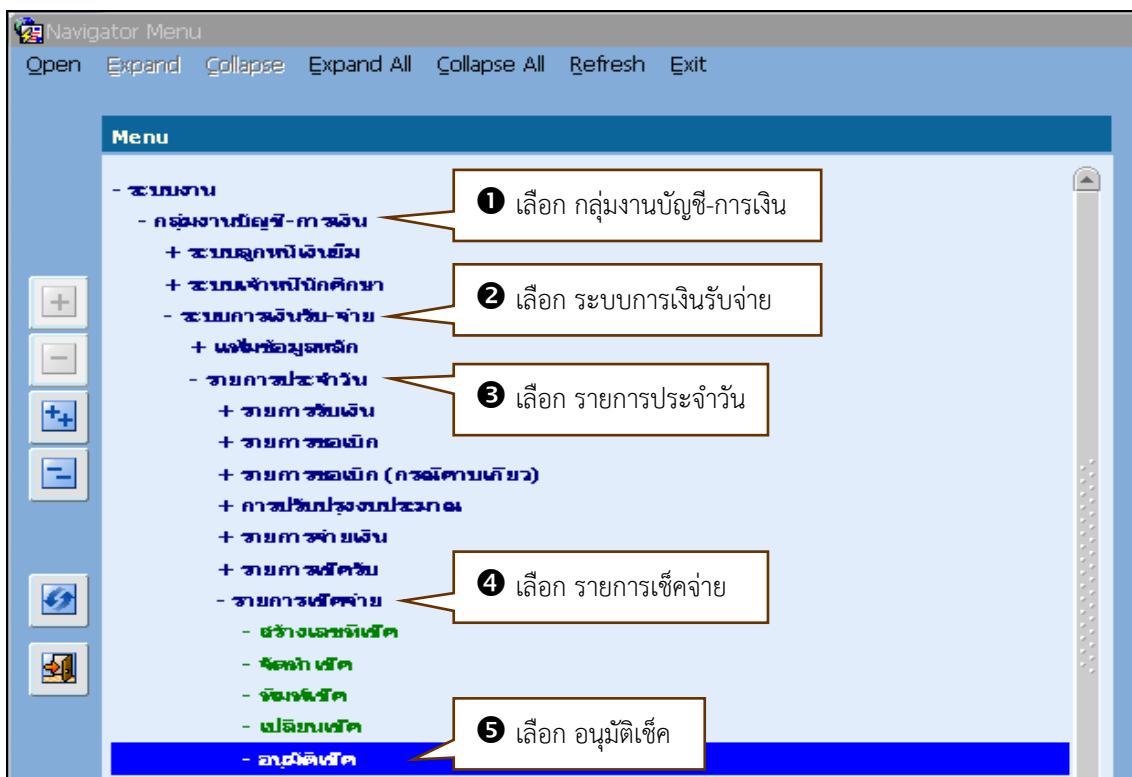 Navigator Menu
Open Expand Collapse Expand All Collapse All Refresh Exit
Menu
- ระบบงาน
❶ เลือก กลุ่มงานบัญชี-การเงิน
- กลุ่มงานบัญชี-การเงิน
+ ระบบลูกหนี้เงินยืม
+ ระบบเจ้าหนี้นักศึกษา
❷ เลือก ระบบการเงินรับจ่าย
- ระบบการเงินรับ-จ่าย
+ แฟ้มข้อมูลหลัก
- รายการประจำวัน
❸ เลือก รายการประจำวัน
+ รายการรับเงิน
+ รายการขอเบิก
+ รายการขอเบิก (กรณีคาบเกี่ยว)
+ การปรับปรุงงบประมาณ
+ รายการจ่ายเงิน
+ รายการเช็ครับ
❹ เลือก รายการเช็คจ่าย
- รายการเช็คจ่าย
- สร้างเลขที่เช็ค
- จัดทำเช็ค
- พิมพ์เช็ค
- เปลี่ยนเช็ค
❺ เลือก อนุมัติเช็ค
- อนุมัติเช็ค